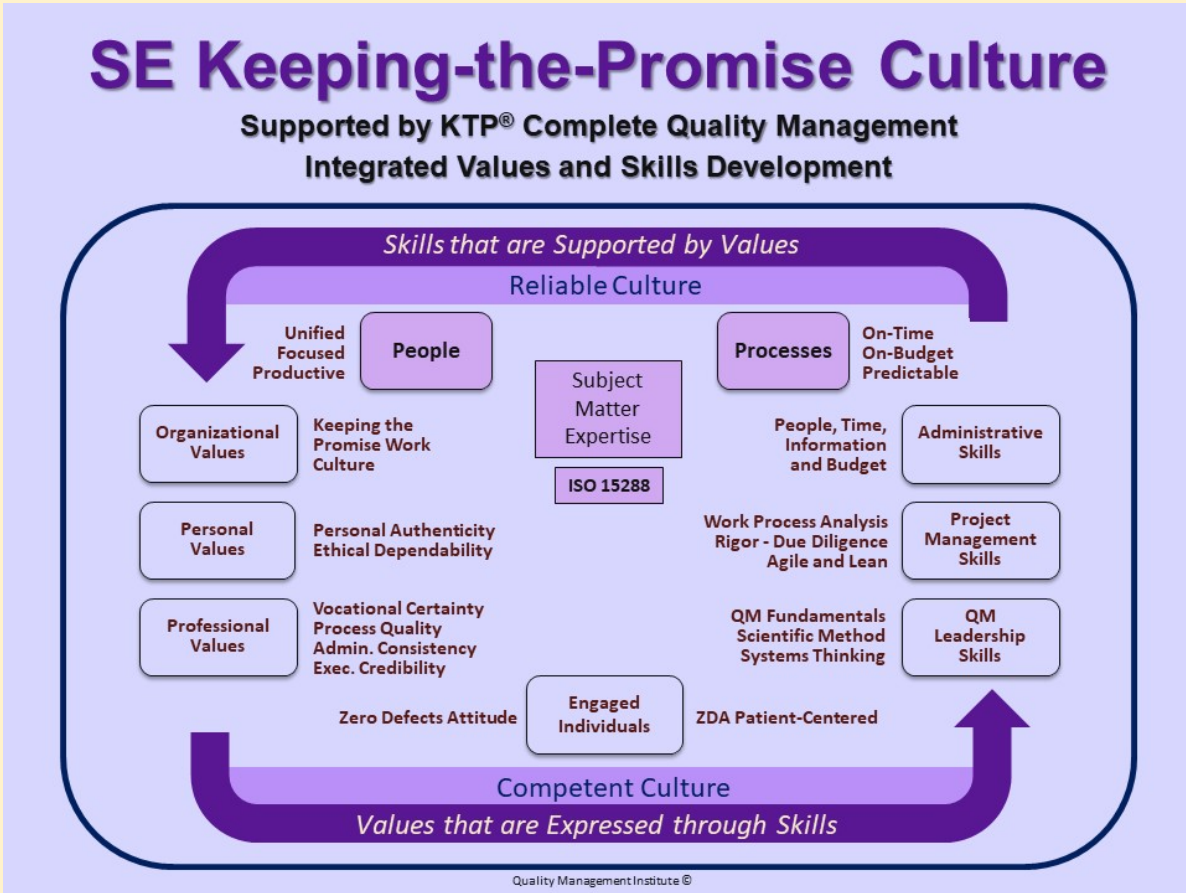 SE Keeping-the-Promise Culture
Supported by KTP® Complete Quality Management
Integrated Values and Skills Development
Skills that are Supported by Values
Reliable Culture
Unified
Focused
Productive
People
Processes
On-Time
On-Budget
Predictable
Subject
Matter
Expertise
ISO 15288
Organizational
Values
Keeping the
Promise Work
Culture
People, Time,
Information
and Budget
Administrative
Skills
Personal
Values
Personal Authenticity
Ethical Dependability
Work Process Analysis
Rigor - Due Diligence
Agile and Lean
Project
Management
Skills
Professional
Values
Vocational Certainty
Process Quality
Admin. Consistency
Exec. Credibility
QM Fundamentals
Scientific Method
Systems Thinking
QM
Leadership
Skills
Zero Defects Attitude
Engaged
Individuals
ZDA Patient-Centered
Competent Culture
Values that are Expressed through Skills
Quality Management Institute ©